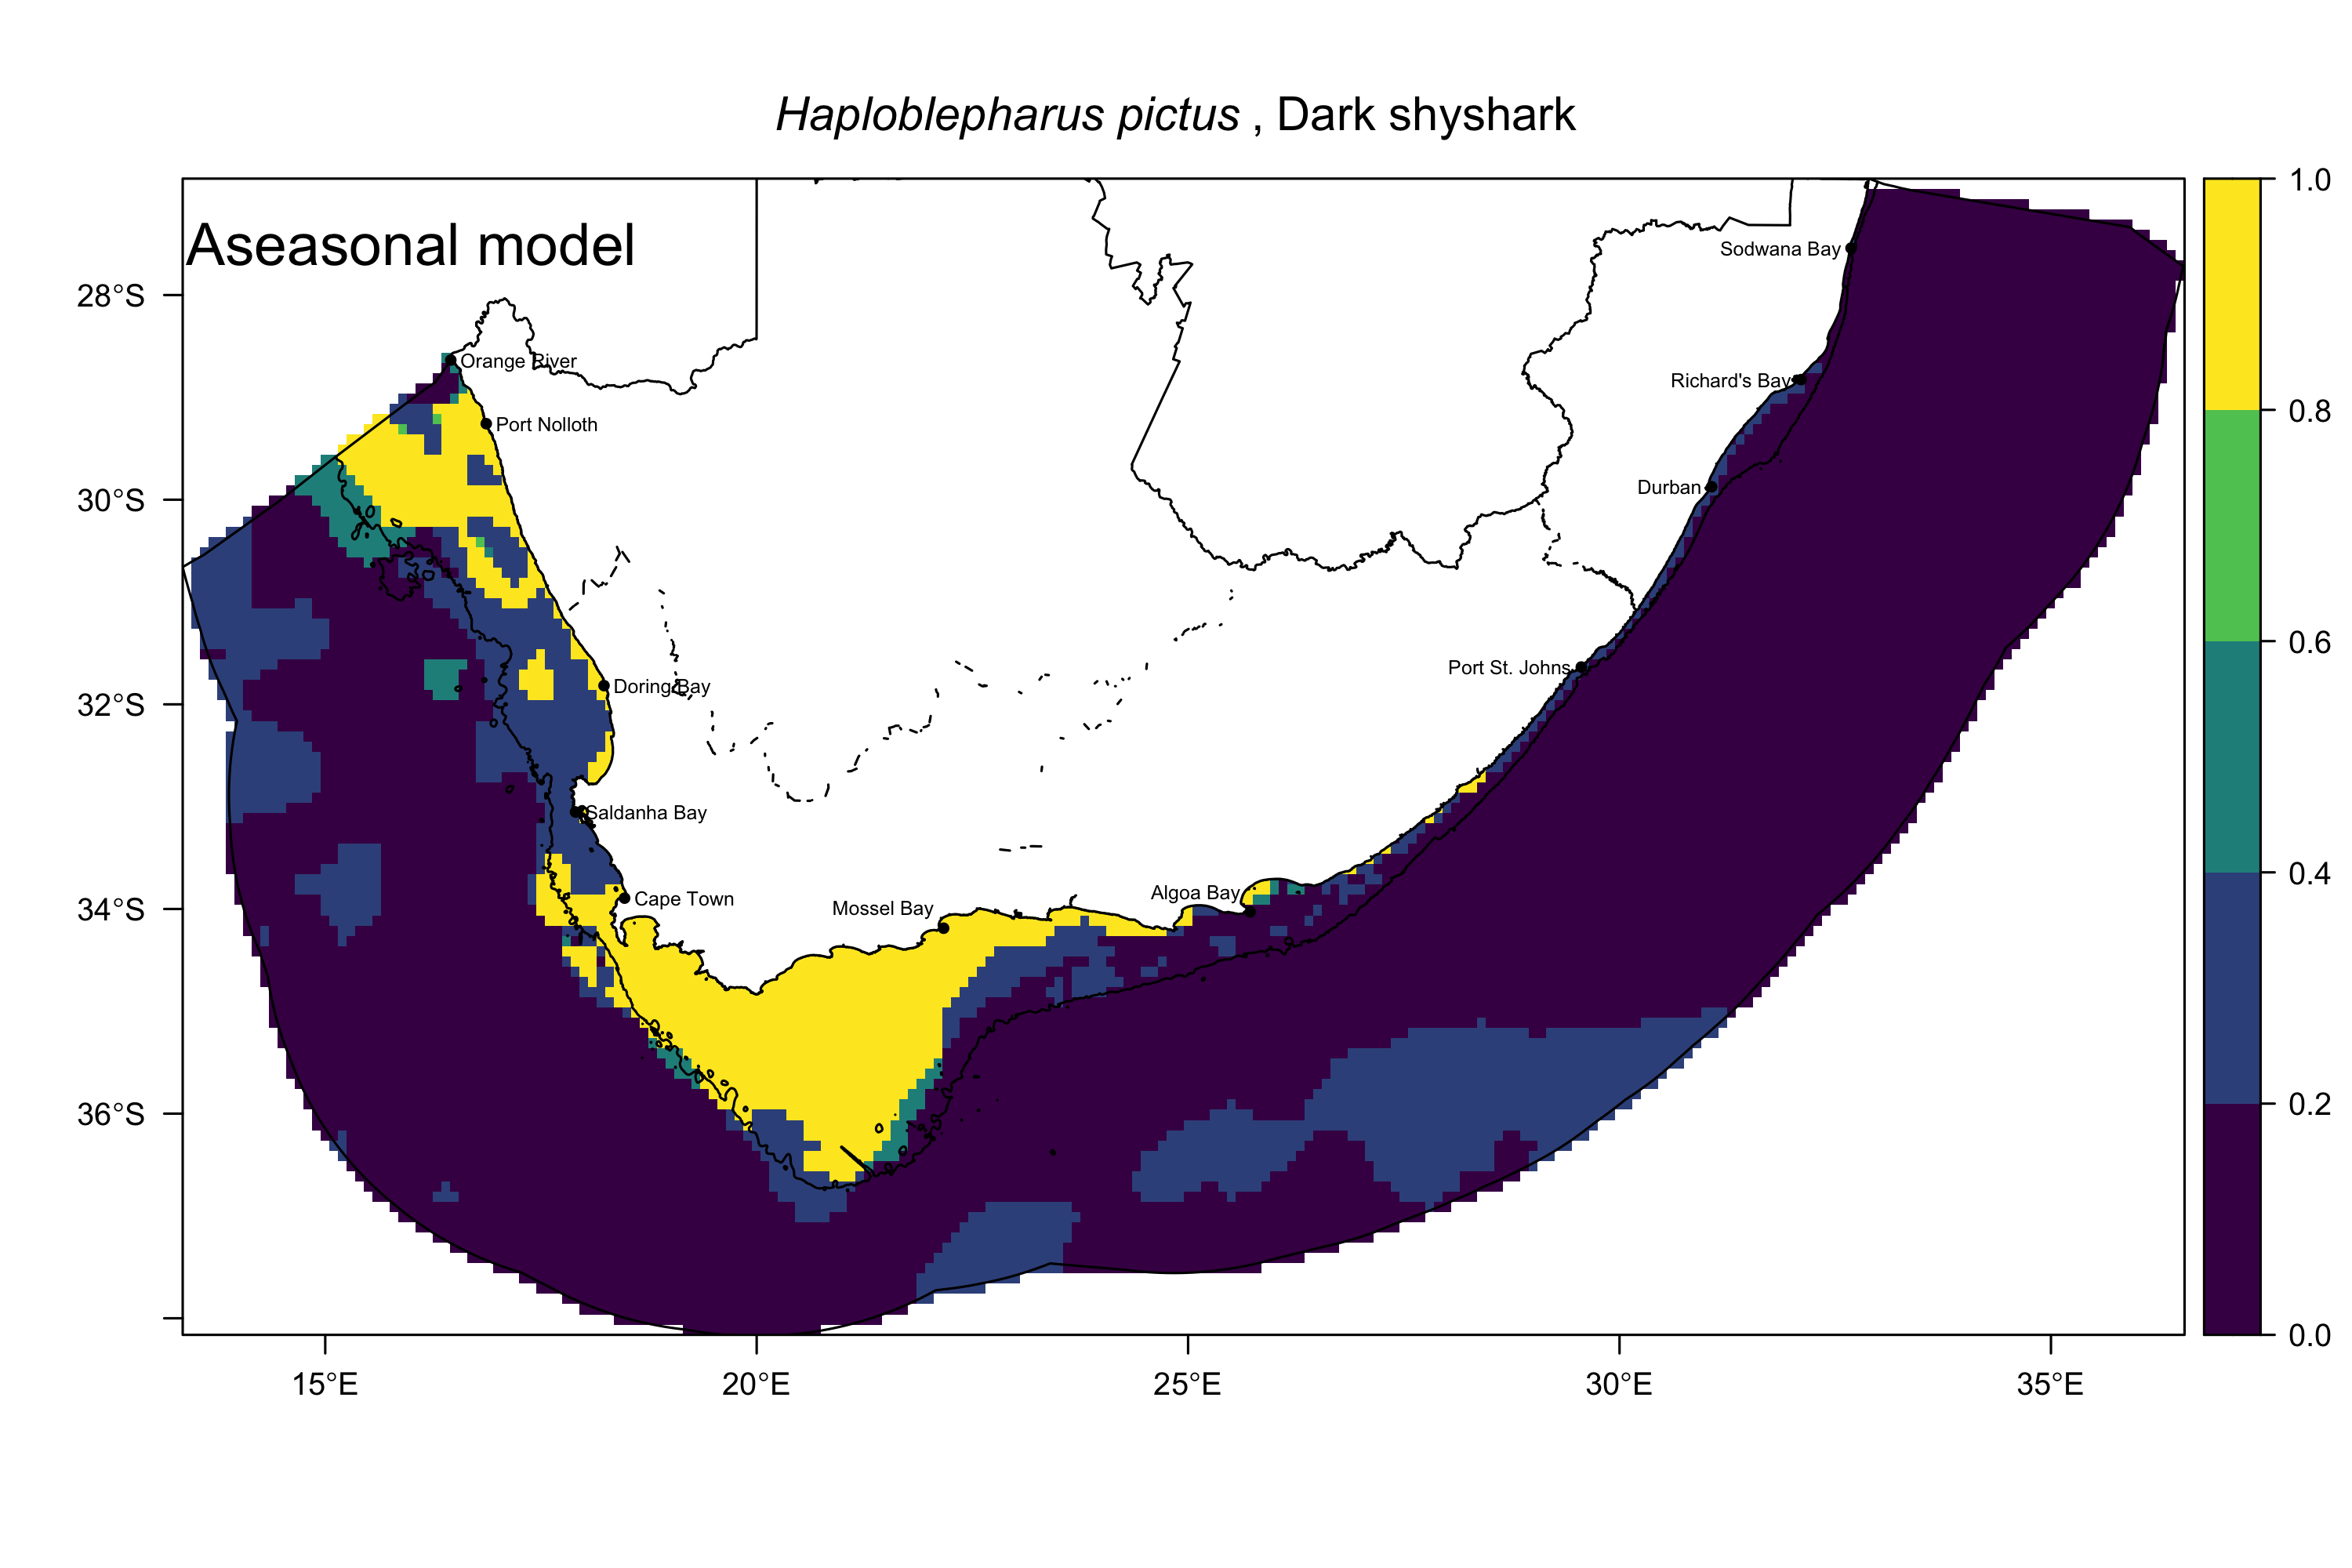 Haploblepharus pictus , Dark shyshark
Aseasonal model
1.0
0.8
0.6
0.4
0.2
0.0
28°S
30°S
32°S
34°S
36°S
Sodwana Bay
Orange River
Richard's Bay
Port Nolloth
Durban
Port St. Johns
Doring Bay
Saldanha Bay
Cape Town
Algoa Bay
Mossel Bay
15°E
20°E
25°E
30°E
35°E